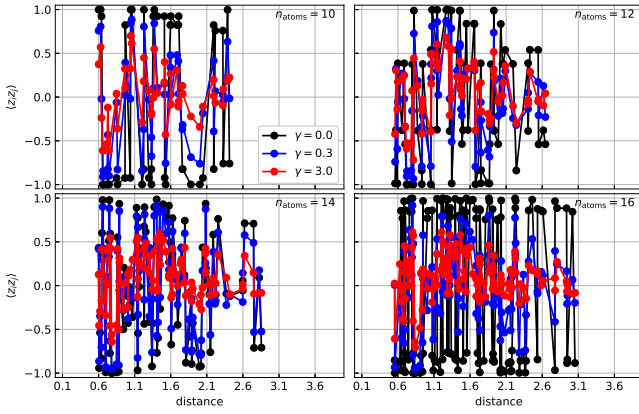 n_atoms = 10
n_atoms = 12
1.0
0.5
0.0
−0.5
−1.0
⟨z_i z_j⟩
γ = 0.0
γ = 0.3
γ = 3.0
n_atoms = 14
n_atoms = 16
1.0
0.5
0.0
−0.5
−1.0
⟨z_i z_j⟩
0.1 0.6 1.1 1.6 2.1 2.6 3.1 3.6
0.1 0.6 1.1 1.6 2.1 2.6 3.1 3.6
distance
distance